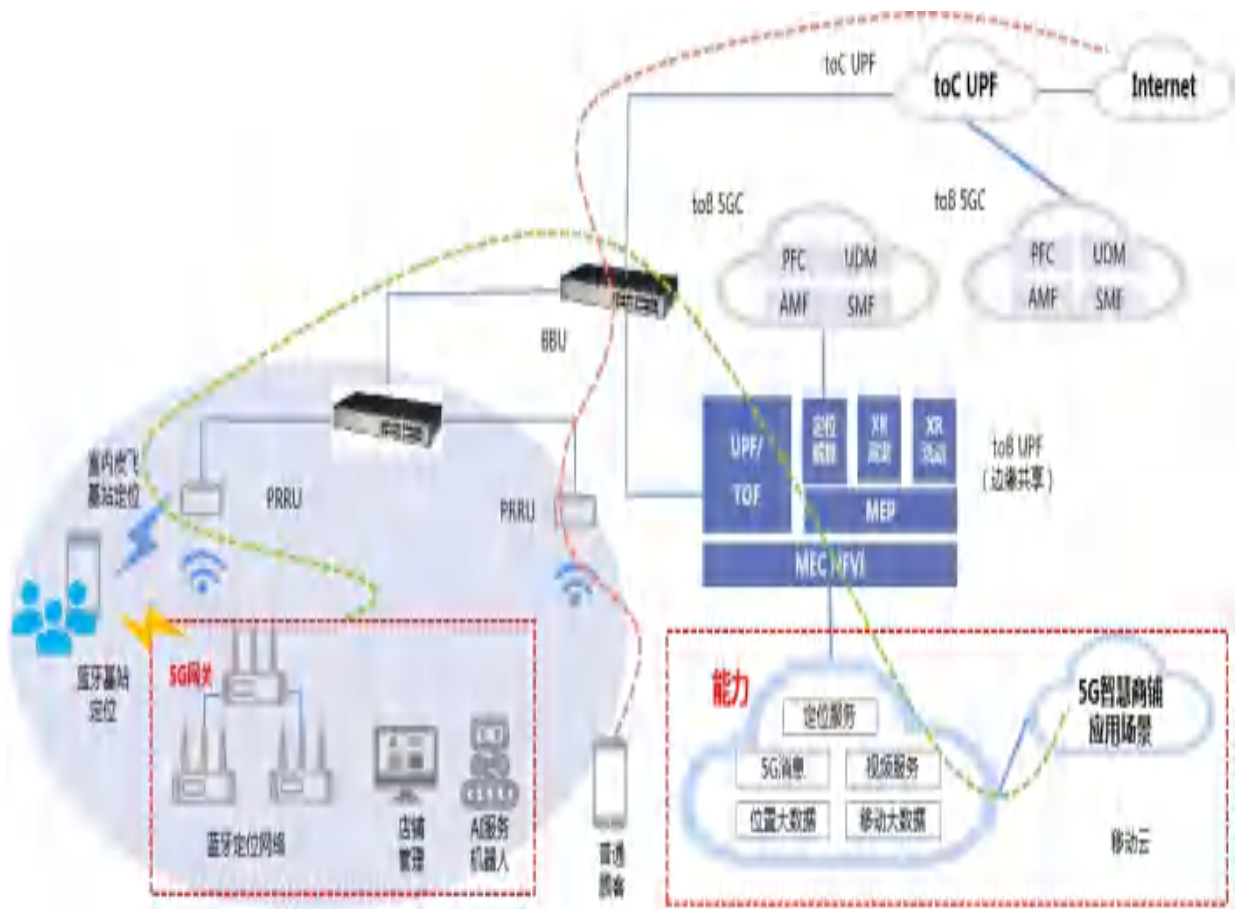 toC UPF
toC UPF
Internet
toB 5GC
toB 5GC
PFC UDM
AMF SMF
PFC UDM
AMF SMF
BBU
UPF/
TOF
定位
XR
XR
MEP
toB UPF
（边缘共享）
室内皮飞
基站定位
PRRU
PRRU
蓝牙基站
定位
5G网关
蓝牙定位网络
店铺
管理
AI服务
机器人
普通
顾客
能力
定位服务
5G消息
视频服务
位置大数据
移动大数据
5G智慧商铺
应用场景
移动云